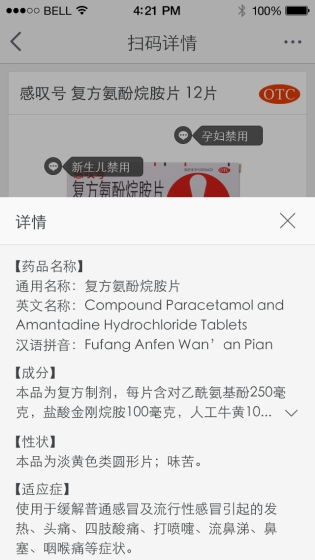 BELL 4:21 PM 100%
扫码详情
感叹号 复方氨酚烷胺片 12片 OTC
孕妇禁用
新生儿禁用
复方氨酚烷胺片
详情
【药品名称】
通用名称：复方氨酚烷胺片
英文名称：Compound Paracetamol and
Amantadine Hydrochloride Tablets
汉语拼音：Fufang Anfen Wan’an Pian
【成分】
本品为复方制剂，每片含对乙酰氨基酚250毫
克，盐酸金刚烷胺100毫克，人工牛黄10...
【性状】
本品为淡黄色类圆形片；味苦。
【适应症】
使用于缓解普通感冒及流行性感冒引起的发
热、头痛、四肢酸痛、打喷嚏、流鼻涕、鼻
塞、咽喉痛等症状。